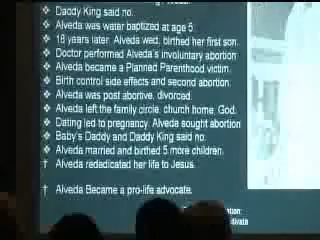 Daddy King said no.
Alveda was water baptized at age 5.
18 years later, Alveda wed, birthed her first son.
Doctor performed Alveda's involuntary abortion
Alveda became a Planned Parenthood victim.
Birth control side effects and second abortion.
Alveda was post abortive, divorced.
Alveda left the family circle, church home, God.
Dating led to pregnancy. Alveda sought abortion
Baby's Daddy and Daddy King said no.
Alveda married and birthed 5 more children.
Alveda rededicated her life to Jesus.
Alveda Became a pro-life advocate.